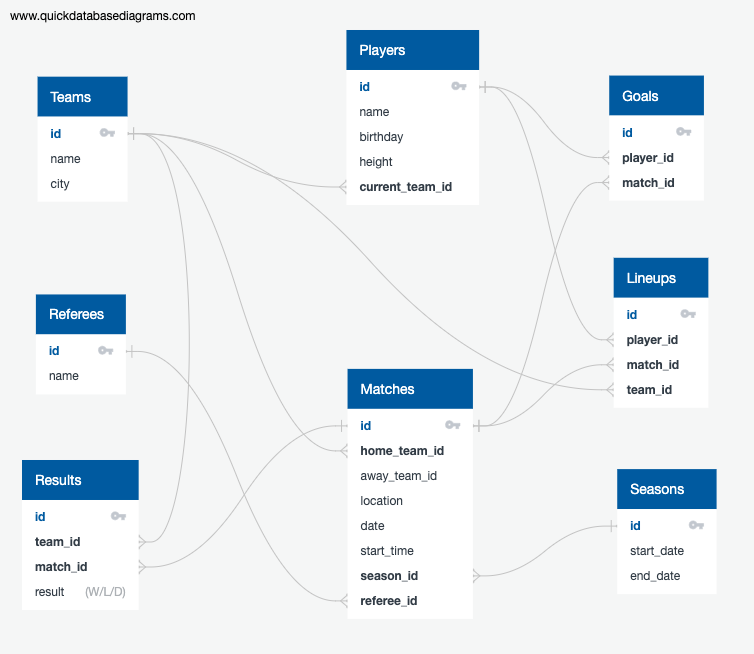 www.quickdatabasediagrams.com
Teams
id
name
city
Players
id
name
birthday
height
current_team_id
Goals
id
player_id
match_id
Referees
id
name
Lineups
id
player_id
match_id
team_id
Matches
id
home_team_id
away_team_id
location
date
start_time
season_id
referee_id
Results
id
team_id
match_id
result (W/L/D)
Seasons
id
start_date
end_date